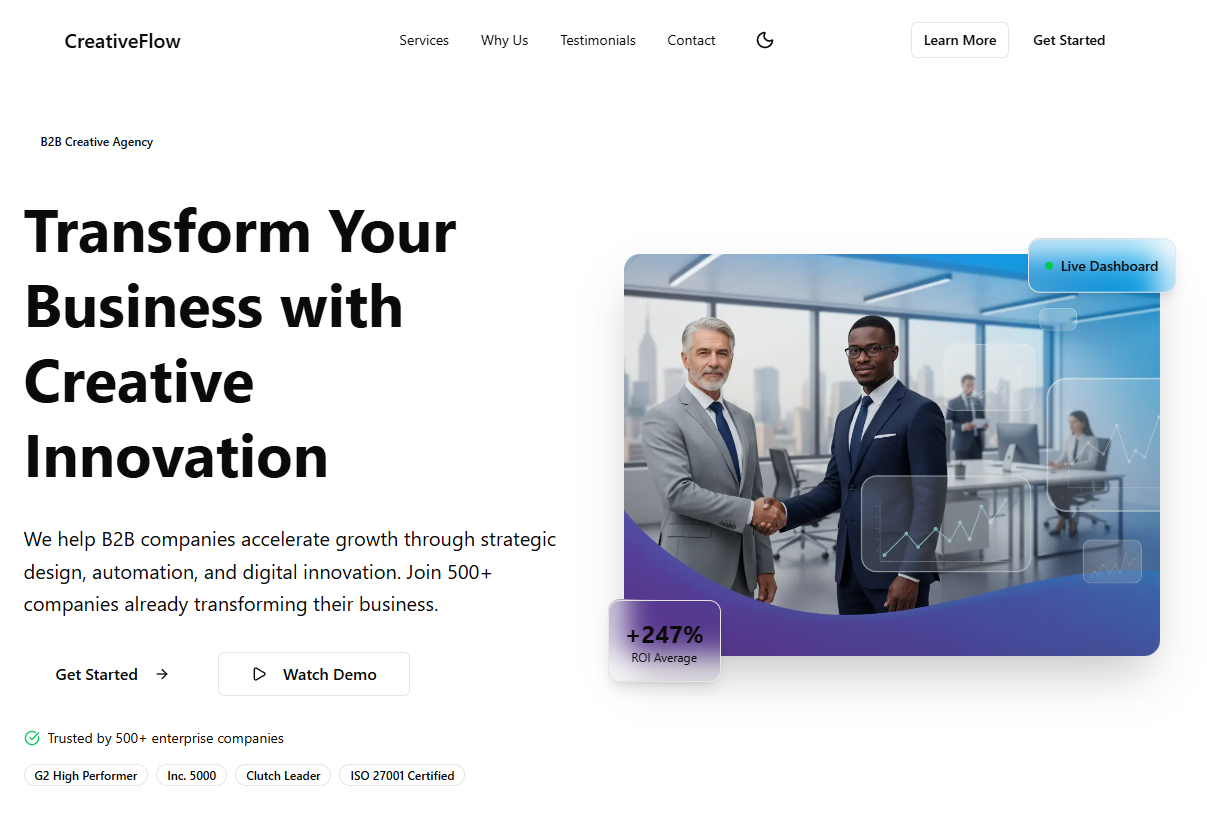 CreativeFlow
Services
Why Us
Testimonials
Contact
Learn More
Get Started
B2B Creative Agency
Transform Your
Business with
Creative
Innovation
We help B2B companies accelerate growth through strategic
design, automation, and digital innovation. Join 500+
companies already transforming their business.
Get Started
Watch Demo
Trusted by 500+ enterprise companies
G2 High Performer
Inc. 5000
Clutch Leader
ISO 27001 Certified
Live Dashboard
+247%
ROI Average